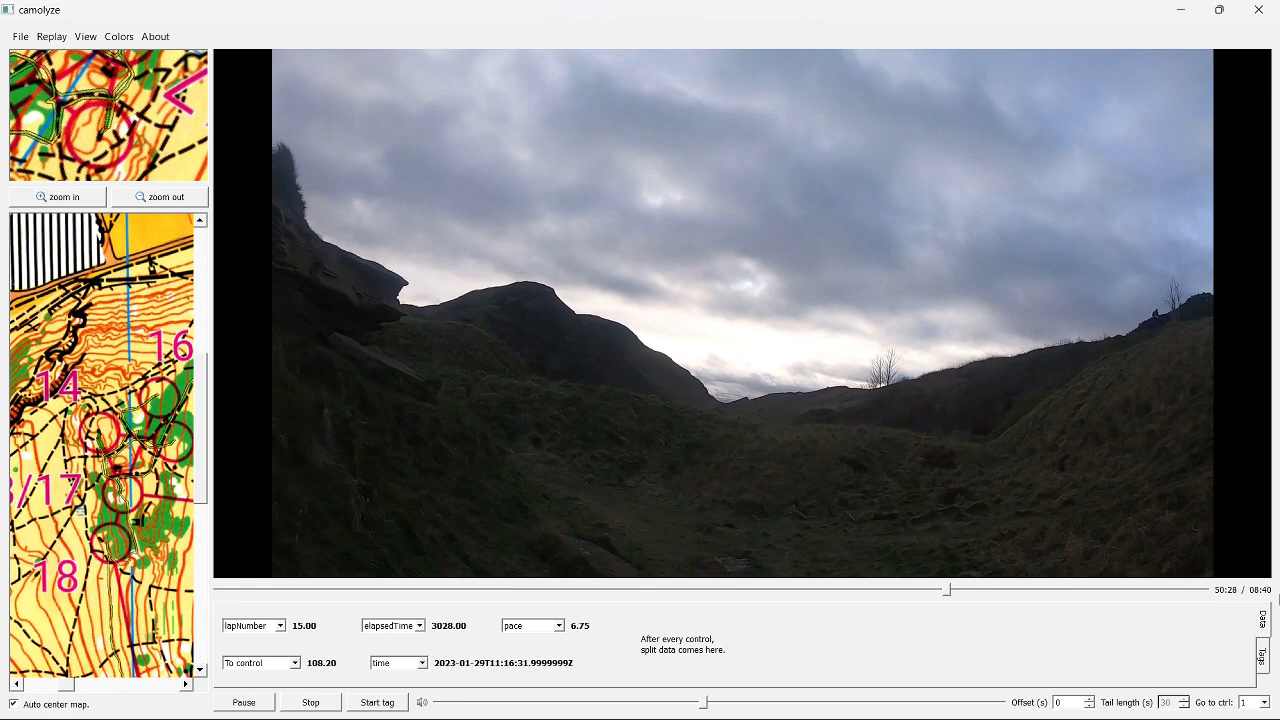 camolyze
File Replay View Colors About
zoom in zoom out
16
14
/17
18
Auto center map.
50:28 / 08:40
lapNumber 15.00 elapsedTime 3028.00 pace 6.75
After every control,
split data comes here.
To control 108.20 time 2023-01-29T11:16:31.9999999Z
Data
Tags
Pause Stop Start tag Offset (s) 0 Tail length (s) 30 Go to ctrl: 1